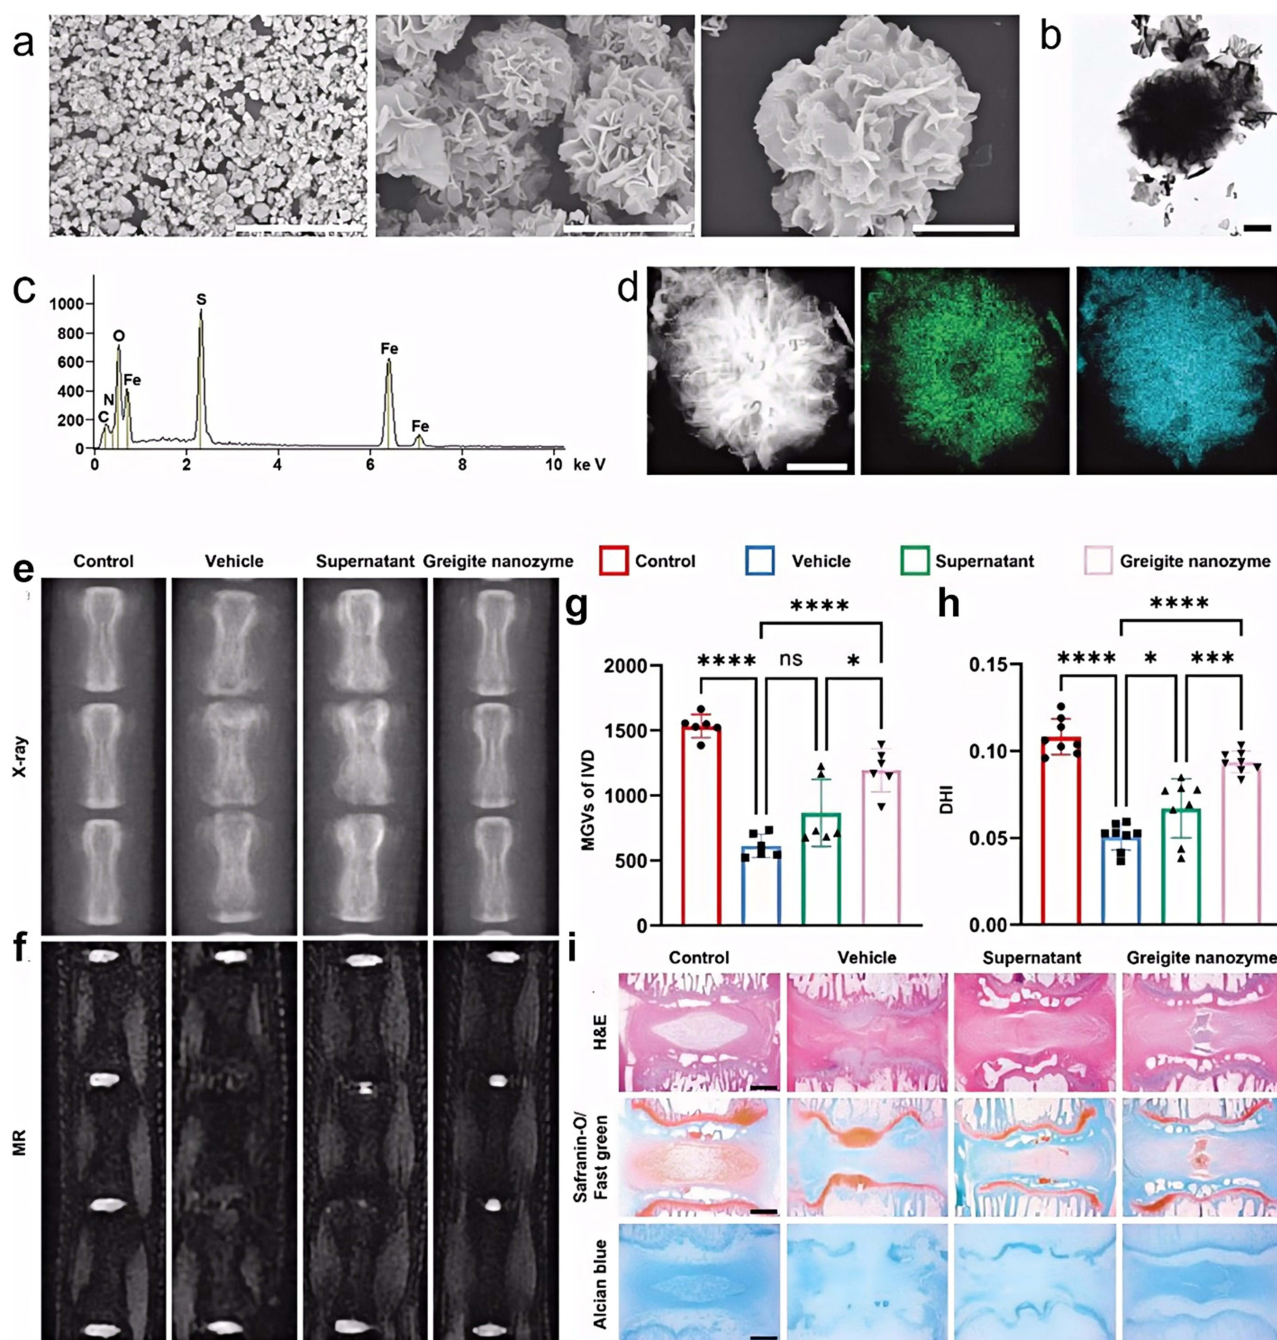 a
b
c
1000
800
600
400
200
0
C
N
O
Fe
S
Fe
Fe
0
2
4
6
8
10
ke V
d
e
Control
Vehicle
Supernatant
Greigite nanozyme
X-ray
f
MR
Control
Vehicle
Supernatant
Greigite nanozyme
g
MGVs of IVD
2000
1500
1000
500
0
****
****
ns
*
h
DHI
0.15
0.10
0.05
0.00
****
****
*
***
i
Control
Vehicle
Supernatant
Greigite nanozyme
H&E
Safranin-O/
Fast green
Alcian blue